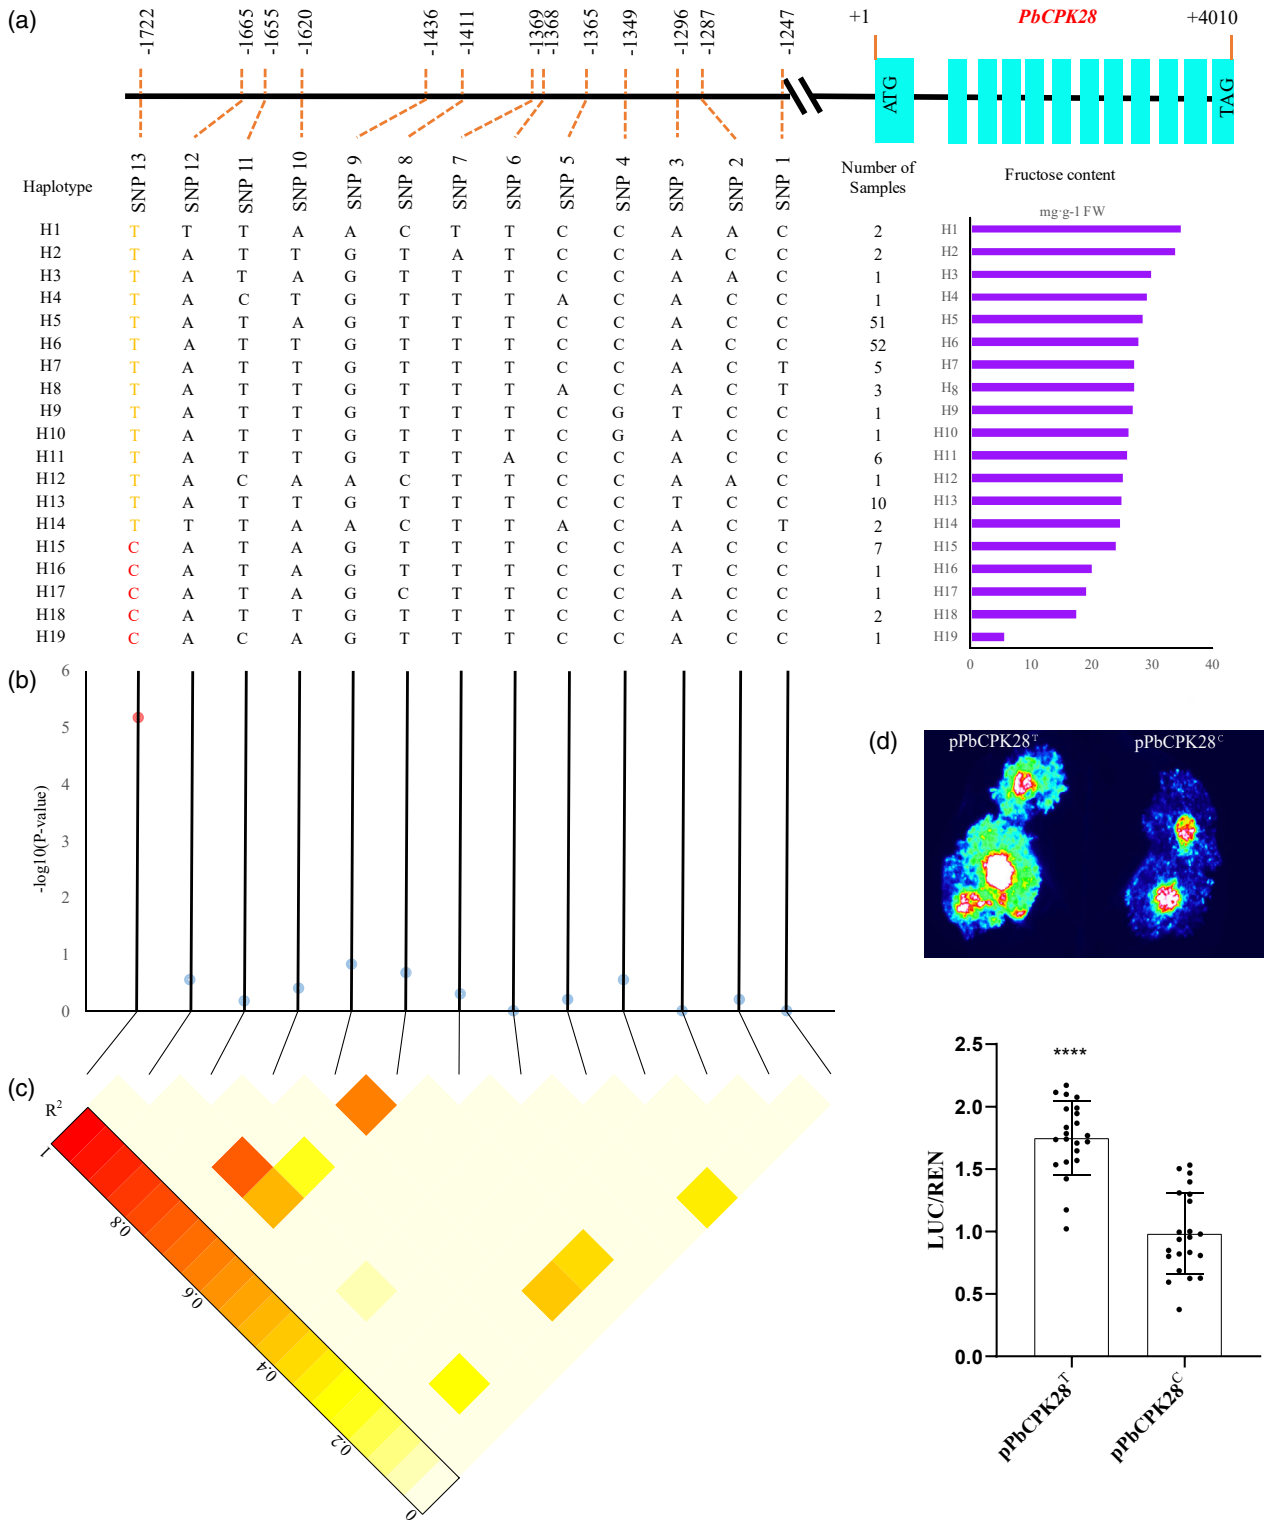 (a)
-1722 -1665 -1655 -1620 -1436 -1411 -1369 -1368 -1365 -1349 -1296 -1287 -1247
+1 PbCPK28 +4010
ATG TAG
Haplotype SNP 13 SNP 12 SNP 11 SNP 10 SNP 9 SNP 8 SNP 7 SNP 6 SNP 5 SNP 4 SNP 3 SNP 2 SNP 1
Number of
Samples
Fructose content
mg·g-1 FW
H1 T T T A A C T T C C A A C 2 H1
H2 T A T T G T A T C C A C C 2 H2
H3 T A T A G T T T C C A A C 1 H3
H4 T A C T G T T T A C A C C 1 H4
H5 T A T A G T T T C C A C C 51 H5
H6 T A T T G T T T C C A C C 52 H6
H7 T A T T G T T T C C A C T 5 H7
H8 T A T T G T T T A C A C T 3 H8
H9 T A T T G T T T C G T C C 1 H9
H10 T A T T G T T T C G A C C 1 H10
H11 T A T T G T T A C C A C C 6 H11
H12 T A C A A C T T C C A A C 1 H12
H13 T A T T G T T T C C T C C 10 H13
H14 T T T A A C T T A C A C T 2 H14
H15 C A T A G T T T C C A C C 7 H15
H16 C A T A G T T T C C T C C 1 H16
H17 C A T A G C T T C C A C C 1 H17
H18 C A T T G T T T C C A C C 2 H18
H19 C A C A G T T T C C A C C 1 H19
0 10 20 30 40
(b)
6
5
4
3
2
1
0
-log10(P-value)
(c)
R2
1
0.8
0.6
0.4
0.2
0
(d)
pPbCPK28T pPbCPK28C
****
2.5
2.0
1.5
1.0
0.5
0.0
LUC/REN
pPbCPK28T pPbCPK28C